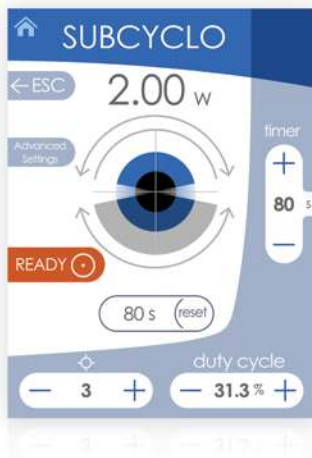 SUBCYCLO
← ESC
2.00 w
Advanced
Settings
timer
+
80 s
−
READY
80 s (reset)
duty cycle
− 3 +
− 31.3 % +